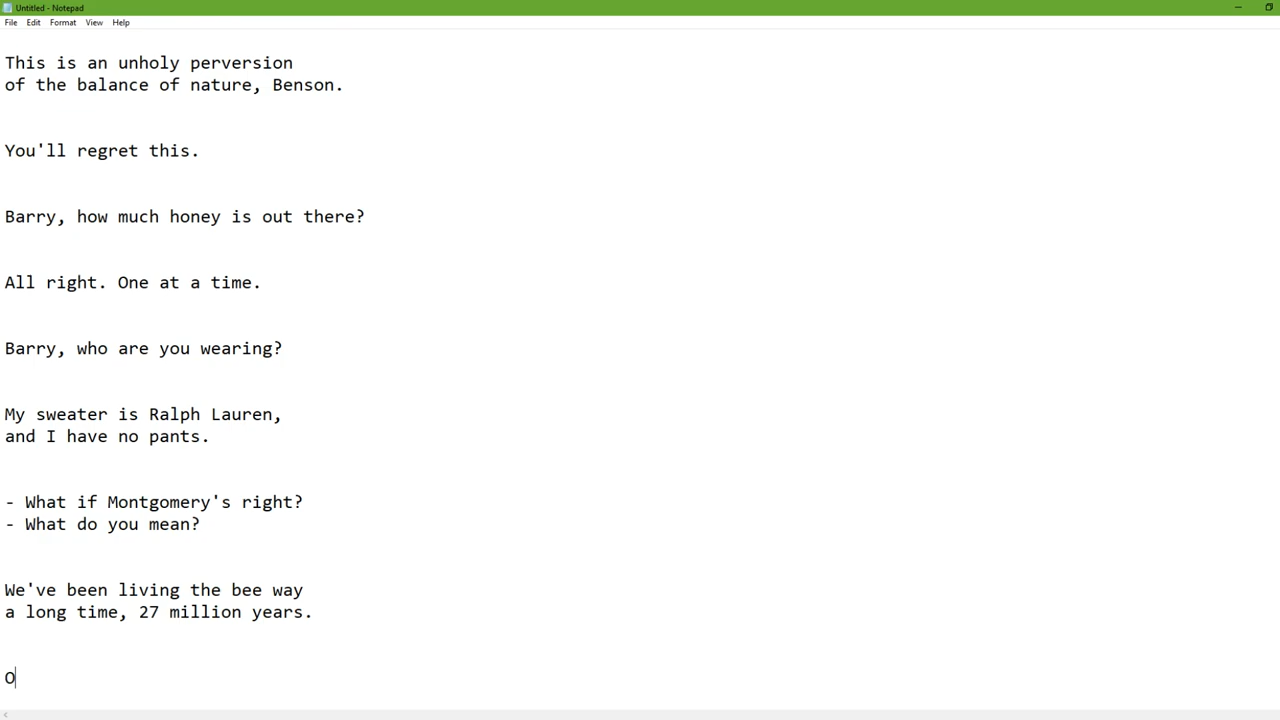 Untitled - Notepad
File Edit Format View Help
This is an unholy perversion
of the balance of nature, Benson.
You'll regret this.
Barry, how much honey is out there?
All right. One at a time.
Barry, who are you wearing?
My sweater is Ralph Lauren,
and I have no pants.
- What if Montgomery's right?
- What do you mean?
We've been living the bee way
a long time, 27 million years.
O